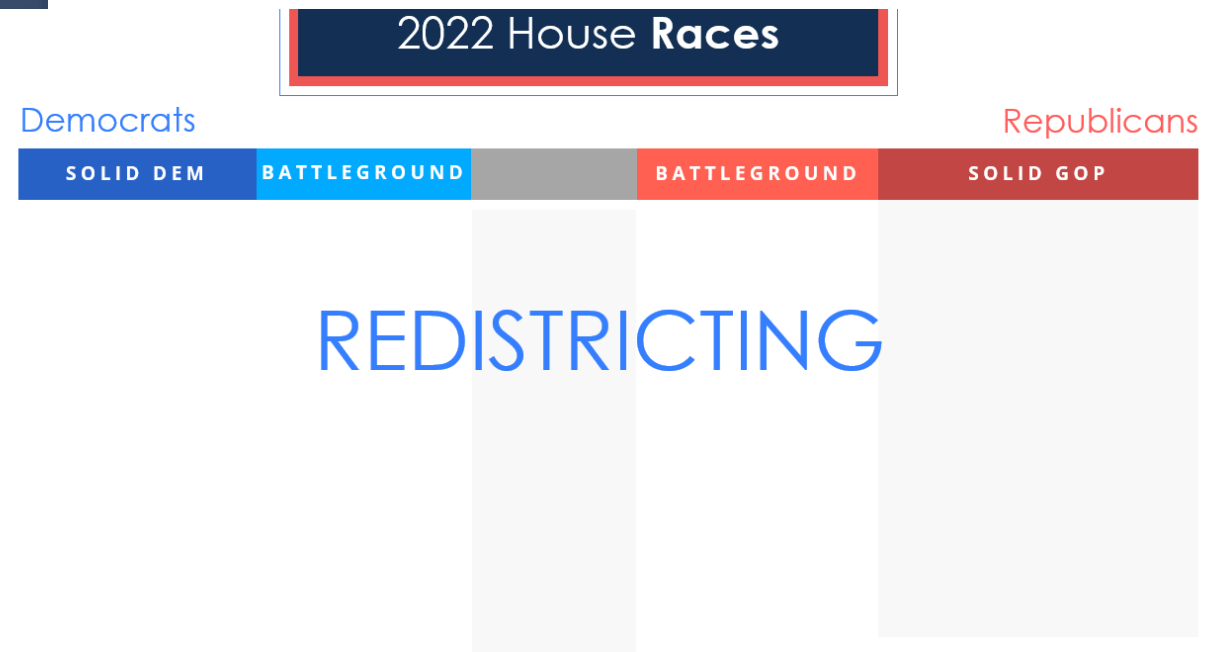 2022 House Races
Democrats Republicans
SOLID DEM BATTLEGROUND BATTLEGROUND SOLID GOP
REDISTRICTING